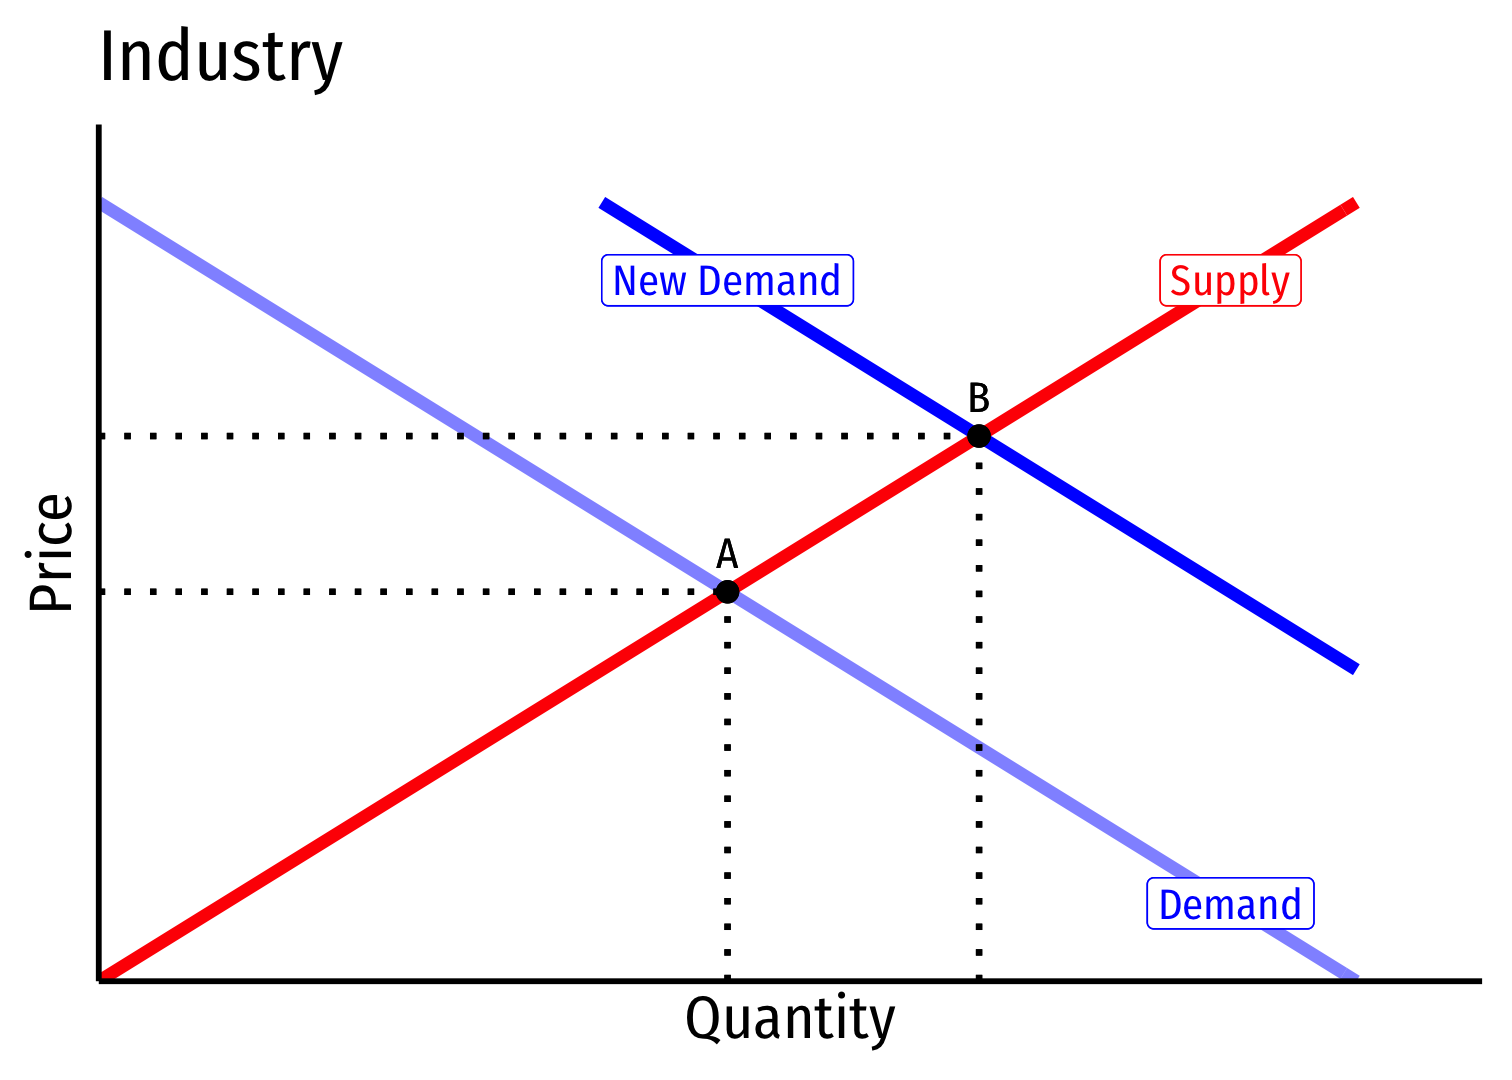 Industry
New Demand
Supply
B
A
Price
Demand
Quantity